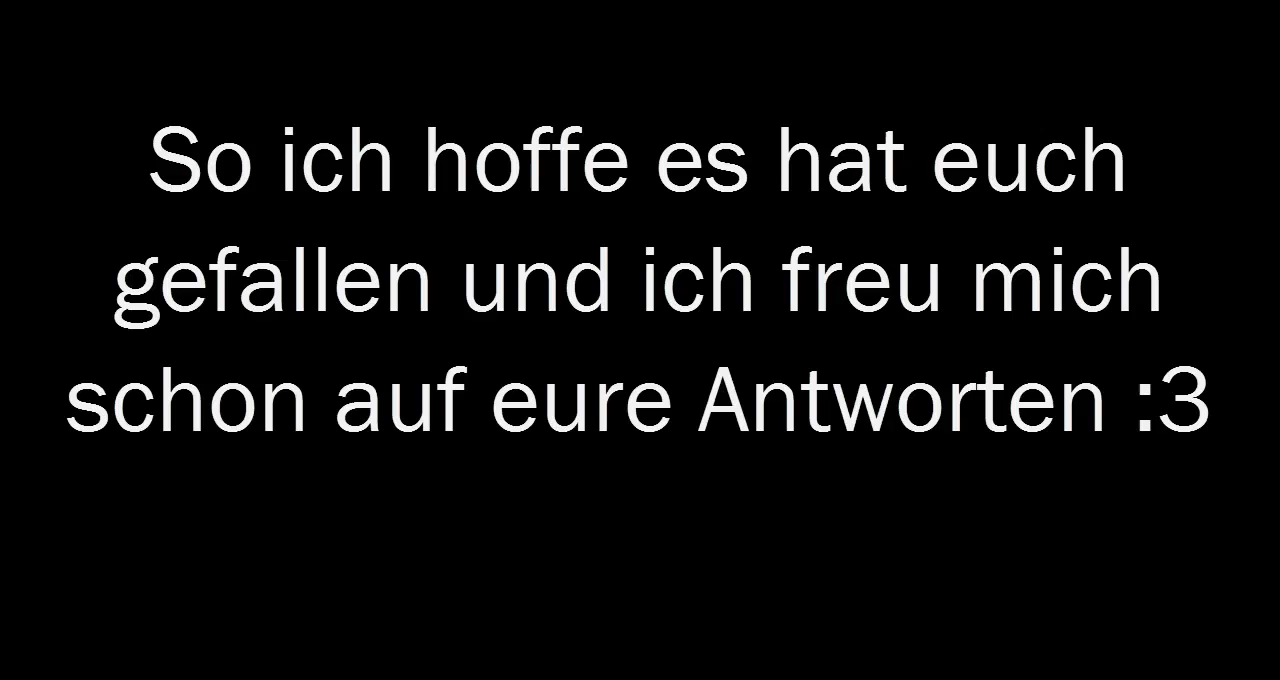 So ich hoffe es hat euch
gefallen und ich freu mich
schon auf eure Antworten :3